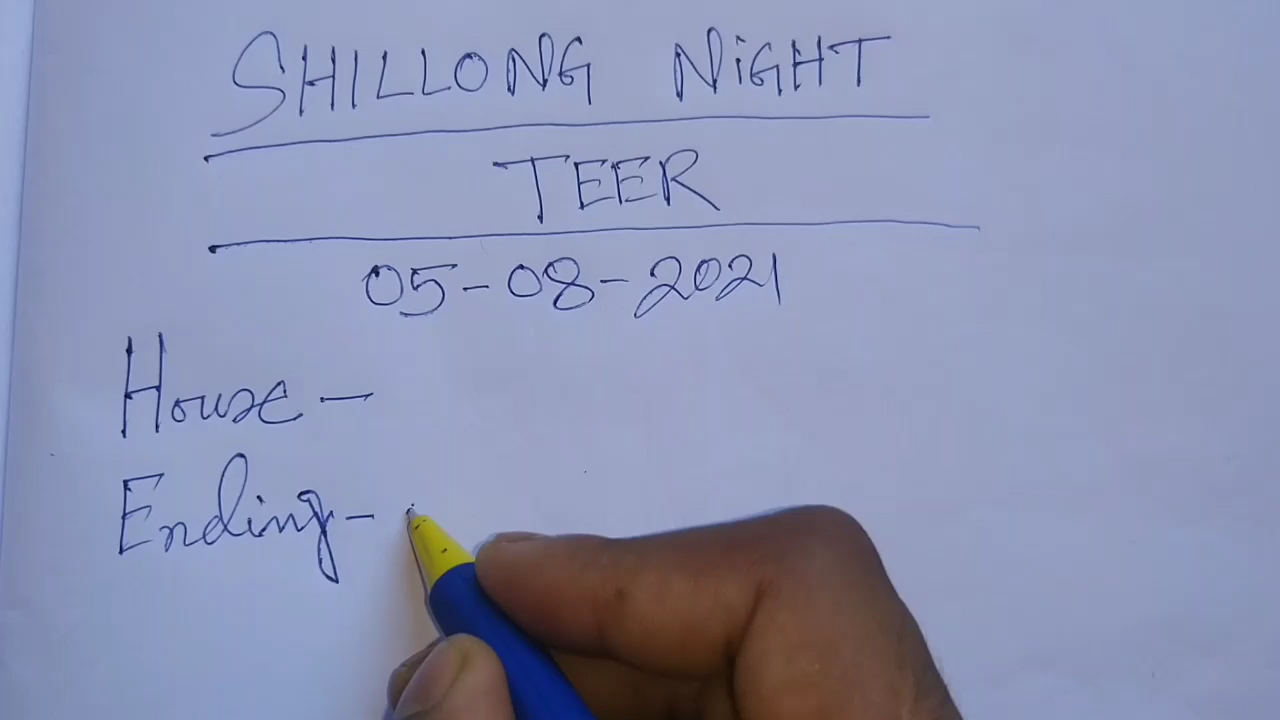 SHILLONG NiGHT
TEER
05-08-2021
House -
Ending -